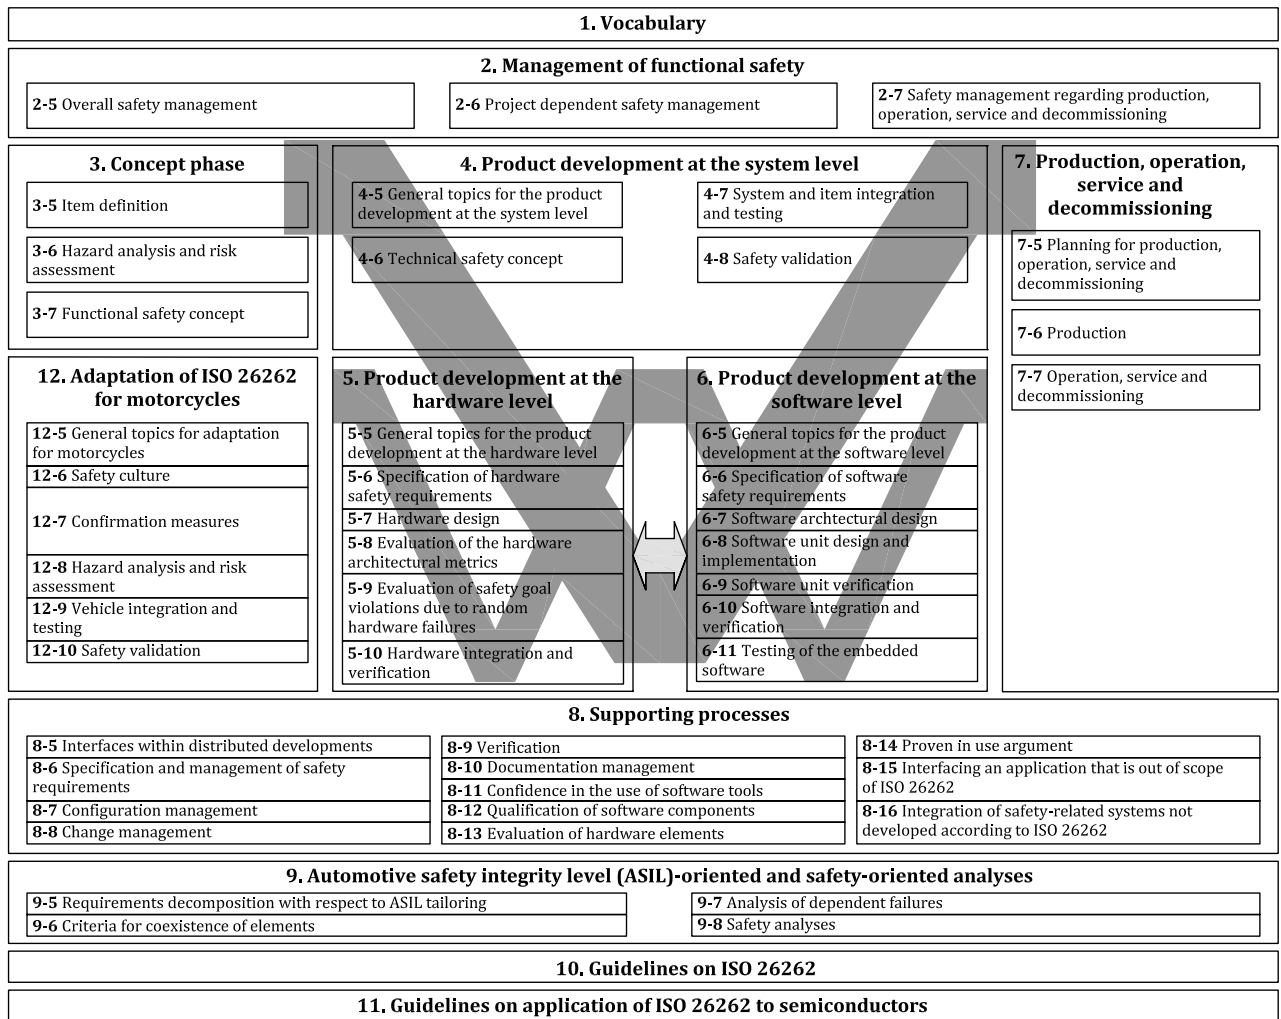 1. Vocabulary
2. Management of functional safety
2-5 Overall safety management
2-6 Project dependent safety management
2-7 Safety management regarding production,
operation, service and decommissioning
3. Concept phase
3-5 Item definition
3-6 Hazard analysis and risk
assessment
3-7 Functional safety concept
4. Product development at the system level
4-5 General topics for the product
development at the system level
4-6 Technical safety concept
4-7 System and item integration
and testing
4-8 Safety validation
7. Production, operation,
service and
decommissioning
7-5 Planning for production,
operation, service and
decommissioning
7-6 Production
7-7 Operation, service and
decommissioning
12. Adaptation of ISO 26262
for motorcycles
12-5 General topics for adaptation
for motorcycles
12-6 Safety culture
12-7 Confirmation measures
12-8 Hazard analysis and risk
assessment
12-9 Vehicle integration and
testing
12-10 Safety validation
5. Product development at the
hardware level
5-5 General topics for the product
development at the hardware level
5-6 Specification of hardware
safety requirements
5-7 Hardware design
5-8 Evaluation of the hardware
architectural metrics
5-9 Evaluation of safety goal
violations due to random
hardware failures
5-10 Hardware integration and
verification
6. Product development at the
software level
6-5 General topics for the product
development at the software level
6-6 Specification of software
safety requirements
6-7 Software archtectural design
6-8 Software unit design and
implementation
6-9 Software unit verification
6-10 Software integration and
verification
6-11 Testing of the embedded
software
8. Supporting processes
8-5 Interfaces within distributed developments
8-6 Specification and management of safety
requirements
8-7 Configuration management
8-8 Change management
8-9 Verification
8-10 Documentation management
8-11 Confidence in the use of software tools
8-12 Qualification of software components
8-13 Evaluation of hardware elements
8-14 Proven in use argument
8-15 Interfacing an application that is out of scope
of ISO 26262
8-16 Integration of safety-related systems not
developed according to ISO 26262
9. Automotive safety integrity level (ASIL)-oriented and safety-oriented analyses
9-5 Requirements decomposition with respect to ASIL tailoring
9-6 Criteria for coexistence of elements
9-7 Analysis of dependent failures
9-8 Safety analyses
10. Guidelines on ISO 26262
11. Guidelines on application of ISO 26262 to semiconductors